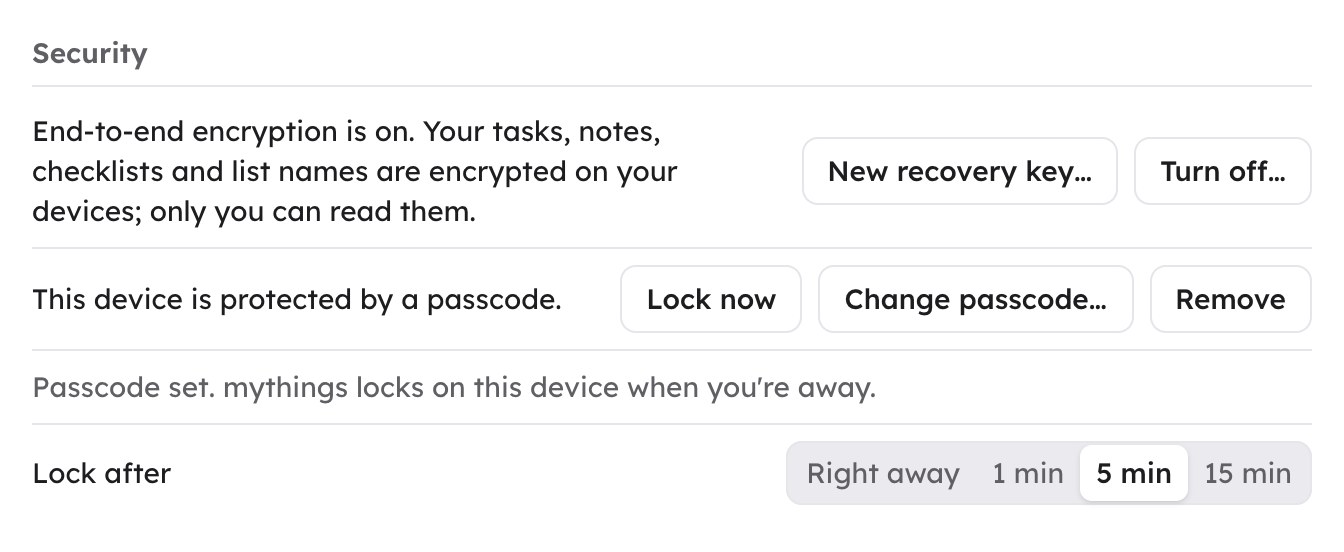 Security
End-to-end encryption is on. Your tasks, notes,
checklists and list names are encrypted on your
devices; only you can read them.
New recovery key...
Turn off...
This device is protected by a passcode.
Lock now
Change passcode...
Remove
Passcode set. mythings locks on this device when you're away.
Lock after
Right away
1 min
5 min
15 min